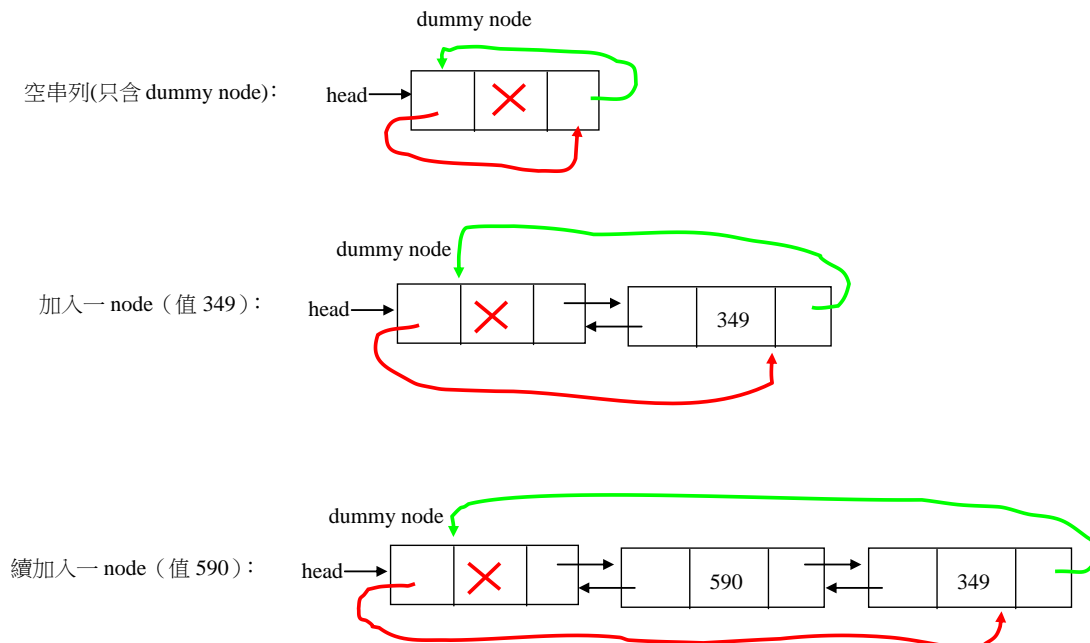 dummy node
空串列(只含 dummy node)：
head
dummy node
加入一 node（值 349）：
head
349
dummy node
續加入一 node（值 590）：
head
590
349